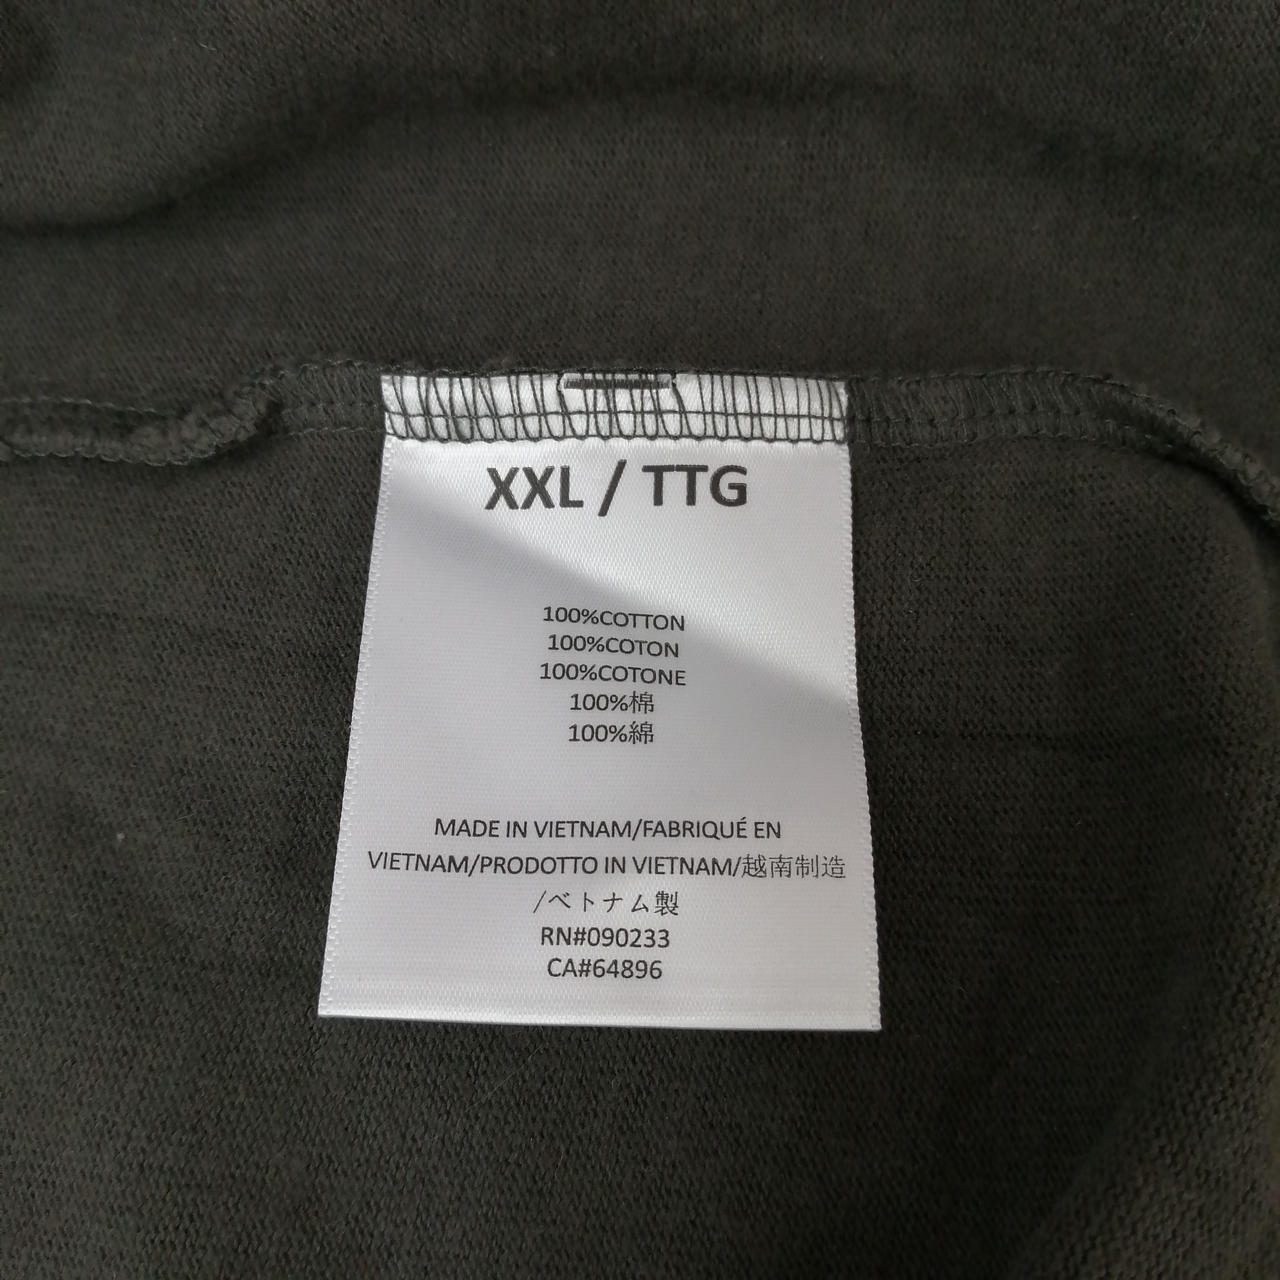 XXL / TTG
100%COTTON
100%COTON
100%COTONE
100%棉
100%綿
MADE IN VIETNAM/FABRIQUÉ EN
VIETNAM/PRODOTTO IN VIETNAM/越南制造
/ベトナム製
RN#090233
CA#64896